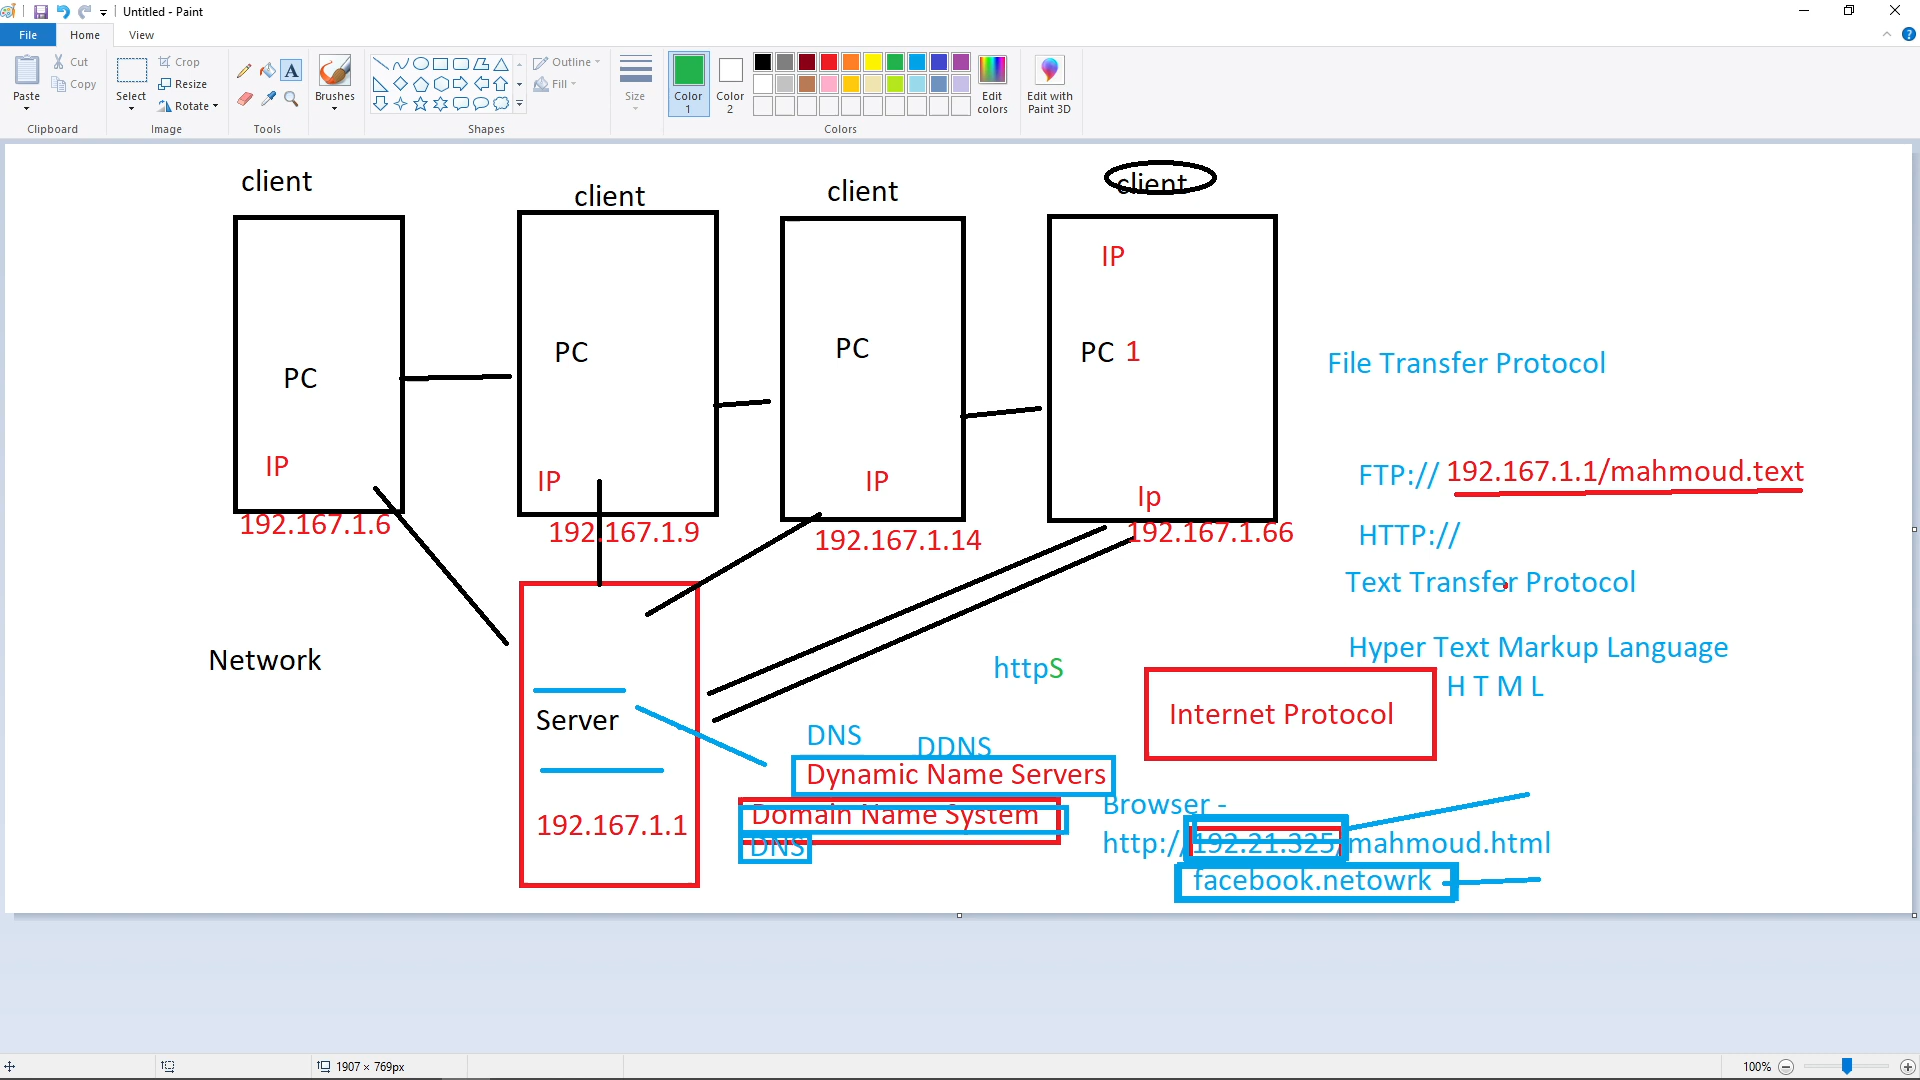 Untitled - Paint
File Home View
Paste
Cut
Copy
Clipboard
Select
Crop
Resize
Rotate
Image
Tools
Brushes
Shapes
Outline
Fill
Size
Color 1
Color 2
Edit colors
Edit with Paint 3D
Colors
client
client
client
client
IP
PC
PC
PC
PC 1
File Transfer Protocol
IP
IP
IP
Ip
192.167.1.6
192.167.1.9
192.167.1.14
192.167.1.66
FTP:// 192.167.1.1/mahmoud.text
HTTP://
Text Transfer Protocol
Hyper Text Markup Language
H T M L
Network
httpS
Internet Protocol
Server
192.167.1.1
DNS
DDNS
Dynamic Name Servers
Domain Name System
DNS
Browser -
http://192.21.325/mahmoud.html
facebook.netowrk
1907 × 769px
100%